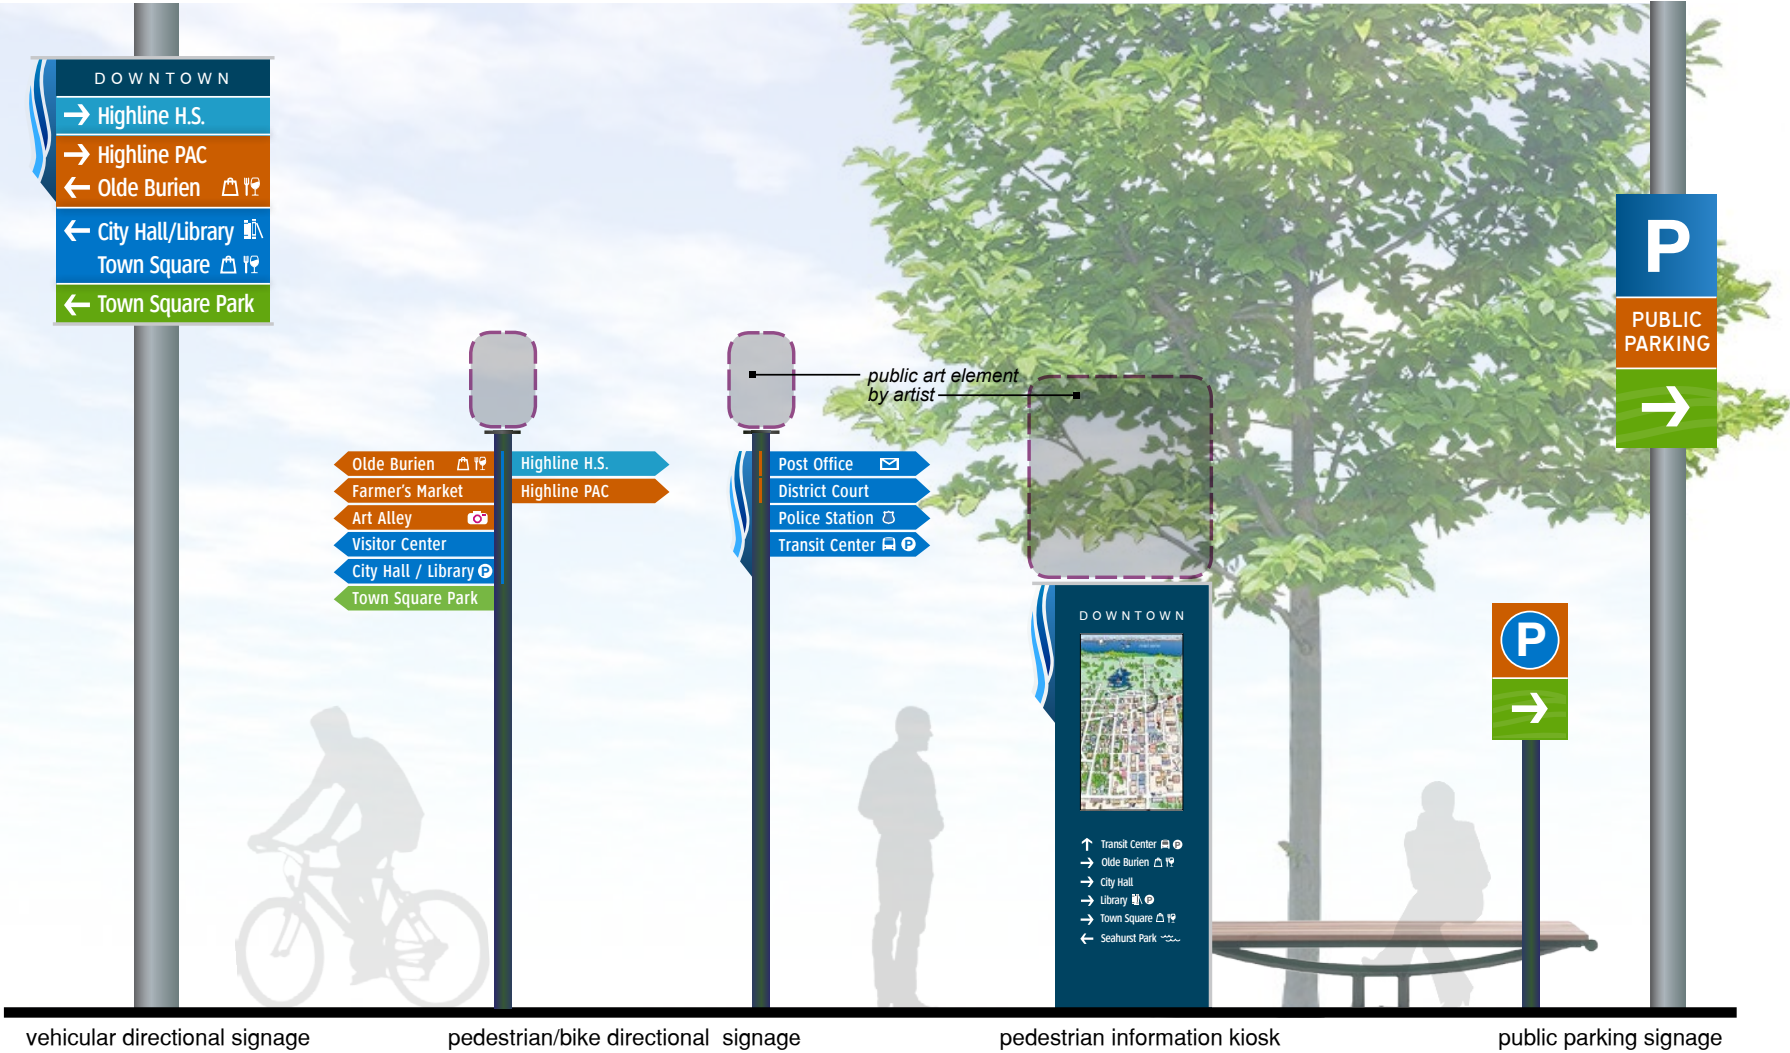 DOWNTOWN
Highline H.S.
Highline PAC
Olde Burien
City Hall/Library
Town Square
Town Square Park
Olde Burien
Farmer's Market
Art Alley
Visitor Center
City Hall / Library P
Town Square Park
Highline H.S.
Highline PAC
Post Office
District Court
Police Station
Transit Center P
public art element
by artist
DOWNTOWN
Transit Center P
Olde Burien
City Hall
Library P
Town Square
Seahurst Park
P
PUBLIC
PARKING
P
vehicular directional signage
pedestrian/bike directional signage
pedestrian information kiosk
public parking signage